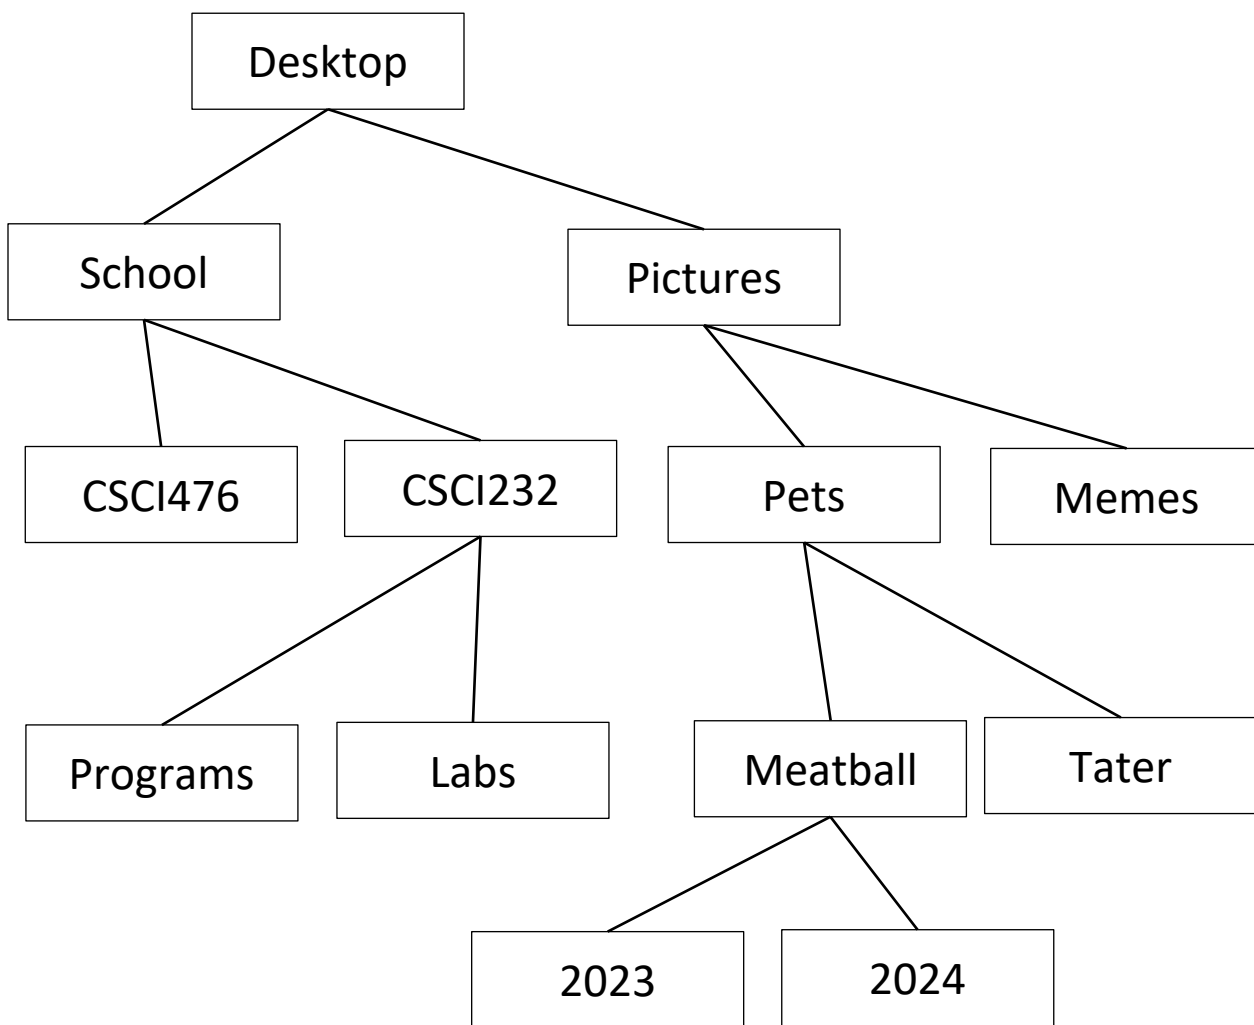 Desktop
School
Pictures
CSCI476
CSCI232
Pets
Memes
Programs
Labs
Meatball
Tater
2023
2024